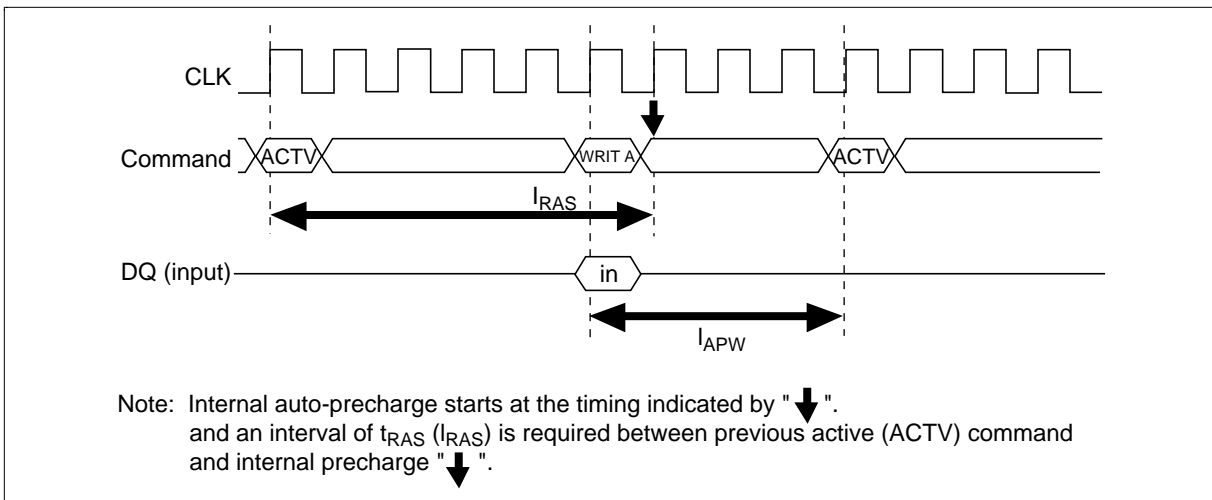 CLK
Command
ACTV
WRIT A
ACTV
lRAS
DQ (input)
in
lAPW
Note: Internal auto-precharge starts at the timing indicated by " ".
and an interval of tRAS (lRAS) is required between previous active (ACTV) command
and internal precharge " ".